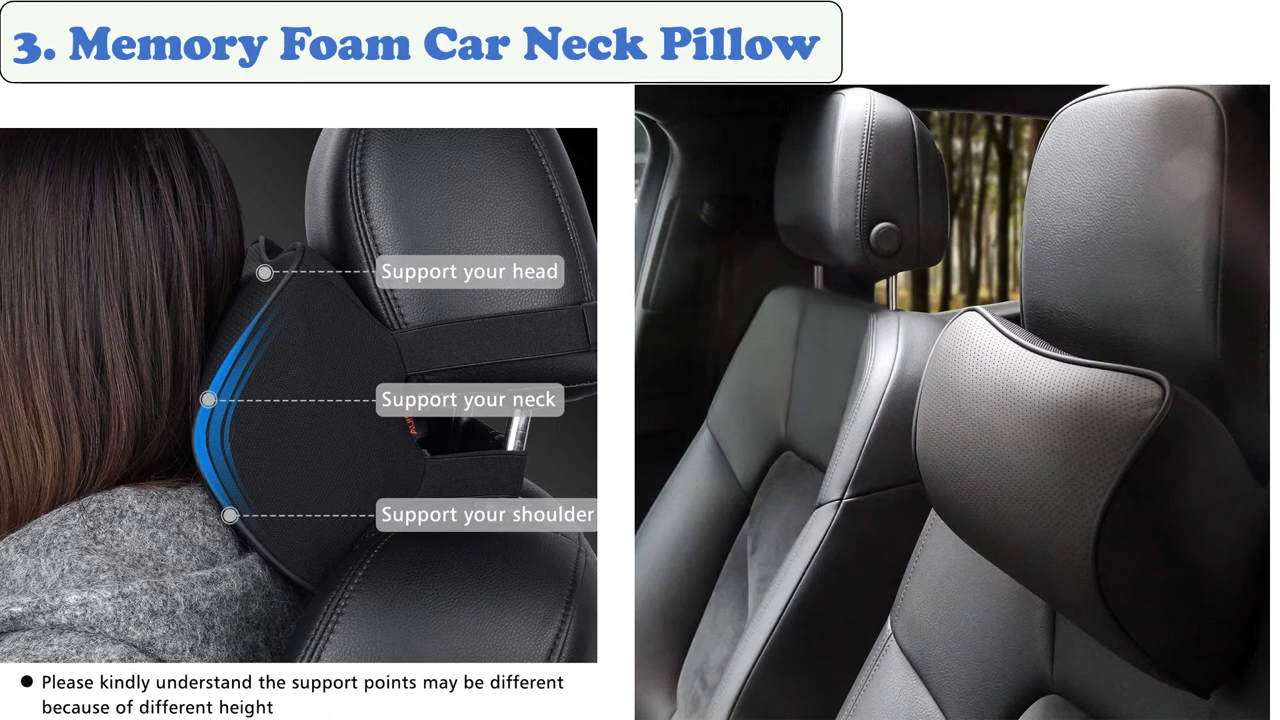 3. Memory Foam Car Neck Pillow
Support your head
Support your neck
Support your shoulder
● Please kindly understand the support points may be different
because of different height